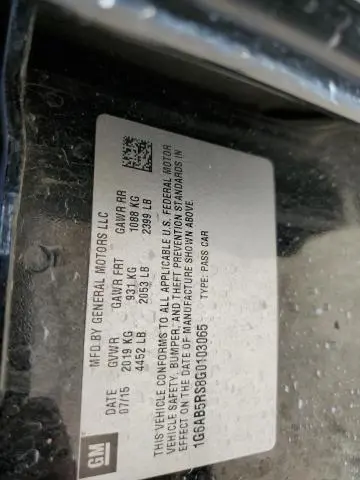 GM
MFD BY GENERAL MOTORS LLC
07/15 GVWR GAWR FRT GAWR RR
2019 KG 931 KG 1088 KG
4452 LB 2053 LB 2399 LB
THIS VEHICLE CONFORMS TO ALL APPLICABLE U.S. FEDERAL MOTOR
VEHICLE SAFETY, BUMPER, AND THEFT PREVENTION STANDARDS IN
EFFECT ON THE DATE OF MANUFACTURE SHOWN ABOVE.
1G6AB5RS8G0103065 TYPE: PASS CAR